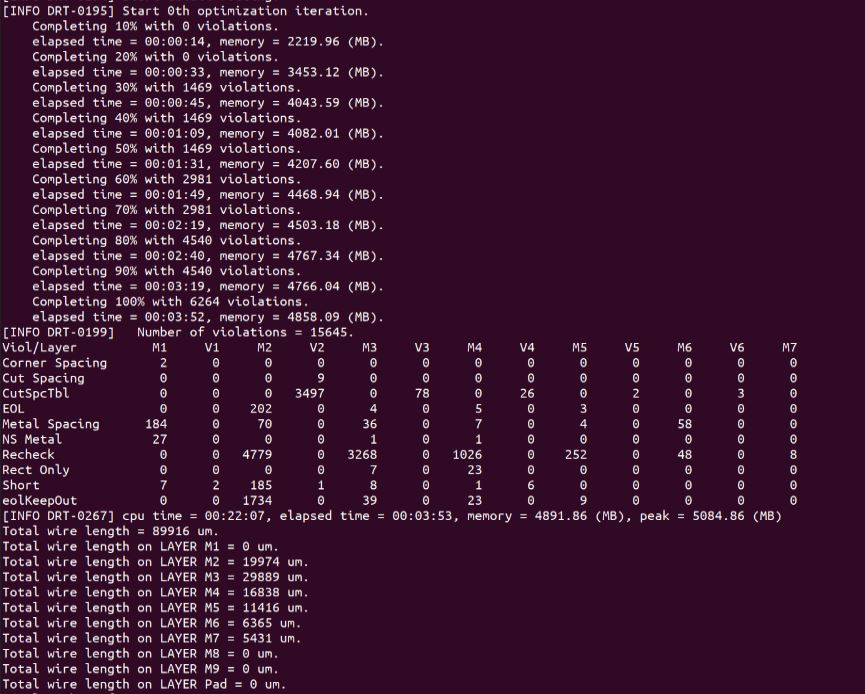 [INFO DRT-0195] Start 0th optimization iteration.
    Completing 10% with 0 violations.
    elapsed time = 00:00:14, memory = 2219.96 (MB).
    Completing 20% with 0 violations.
    elapsed time = 00:00:33, memory = 3453.12 (MB).
    Completing 30% with 1469 violations.
    elapsed time = 00:00:45, memory = 4043.59 (MB).
    Completing 40% with 1469 violations.
    elapsed time = 00:01:09, memory = 4082.01 (MB).
    Completing 50% with 1469 violations.
    elapsed time = 00:01:31, memory = 4207.60 (MB).
    Completing 60% with 2981 violations.
    elapsed time = 00:01:49, memory = 4468.94 (MB).
    Completing 70% with 2981 violations.
    elapsed time = 00:02:19, memory = 4503.18 (MB).
    Completing 80% with 4540 violations.
    elapsed time = 00:02:40, memory = 4767.34 (MB).
    Completing 90% with 4540 violations.
    elapsed time = 00:03:19, memory = 4766.04 (MB).
    Completing 100% with 6264 violations.
    elapsed time = 00:03:52, memory = 4858.09 (MB).
[INFO DRT-0199]   Number of violations = 15645.
Viol/Layer M1 V1 M2 V2 M3 V3 M4 V4 M5 V5 M6 V6 M7
Corner Spacing 2 0 0 0 0 0 0 0 0 0 0 0 0
Cut Spacing 0 0 0 9 0 0 0 0 0 0 0 0 0
CutSpcTbl 0 0 0 3497 0 78 0 26 0 2 0 3 0
EOL 0 0 202 0 4 0 5 0 3 0 0 0 0
Metal Spacing 184 0 70 0 36 0 7 0 4 0 58 0 0
NS Metal 27 0 0 0 1 0 1 0 0 0 0 0 0
Recheck 0 0 4779 0 3268 0 1026 0 252 0 48 0 8
Rect Only 0 0 0 0 7 0 23 0 0 0 0 0 0
Short 7 2 185 1 8 0 1 6 0 0 0 0 0
eolKeepOut 0 0 1734 0 39 0 23 0 9 0 0 0 0
[INFO DRT-0267] cpu time = 00:22:07, elapsed time = 00:03:53, memory = 4891.86 (MB), peak = 5084.86 (MB)
Total wire length = 89916 um.
Total wire length on LAYER M1 = 0 um.
Total wire length on LAYER M2 = 19974 um.
Total wire length on LAYER M3 = 29889 um.
Total wire length on LAYER M4 = 16838 um.
Total wire length on LAYER M5 = 11416 um.
Total wire length on LAYER M6 = 6365 um.
Total wire length on LAYER M7 = 5431 um.
Total wire length on LAYER M8 = 0 um.
Total wire length on LAYER M9 = 0 um.
Total wire length on LAYER Pad = 0 um.